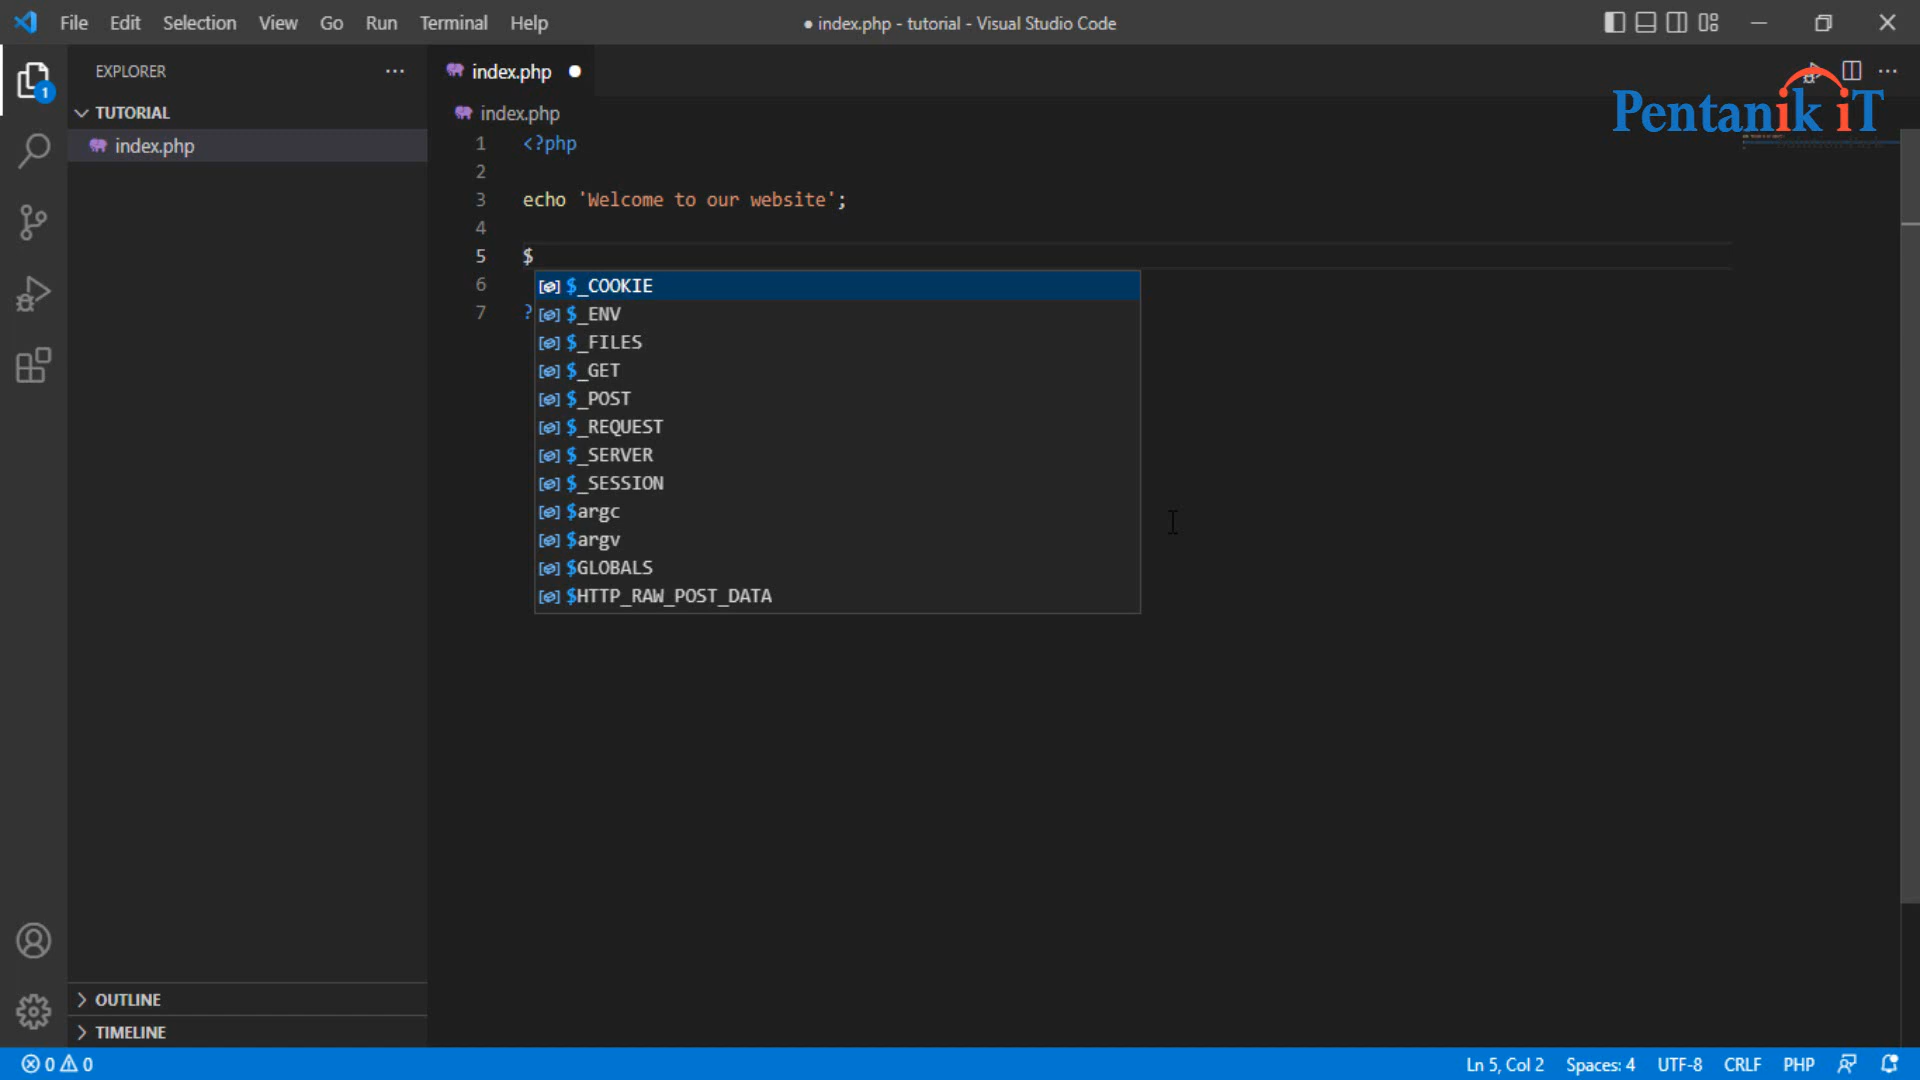 File Edit Selection View Go Run Terminal Help
● index.php - tutorial - Visual Studio Code
EXPLORER
1
TUTORIAL
index.php
OUTLINE
TIMELINE
index.php
index.php
Pentanik iT
1 <?php
2
3 echo 'Welcome to our website';
4
5 $
6
7 ?
$_COOKIE
$_ENV
$_FILES
$_GET
$_POST
$_REQUEST
$_SERVER
$_SESSION
$argc
$argv
$GLOBALS
$HTTP_RAW_POST_DATA
0 0
Ln 5, Col 2 Spaces: 4 UTF-8 CRLF PHP